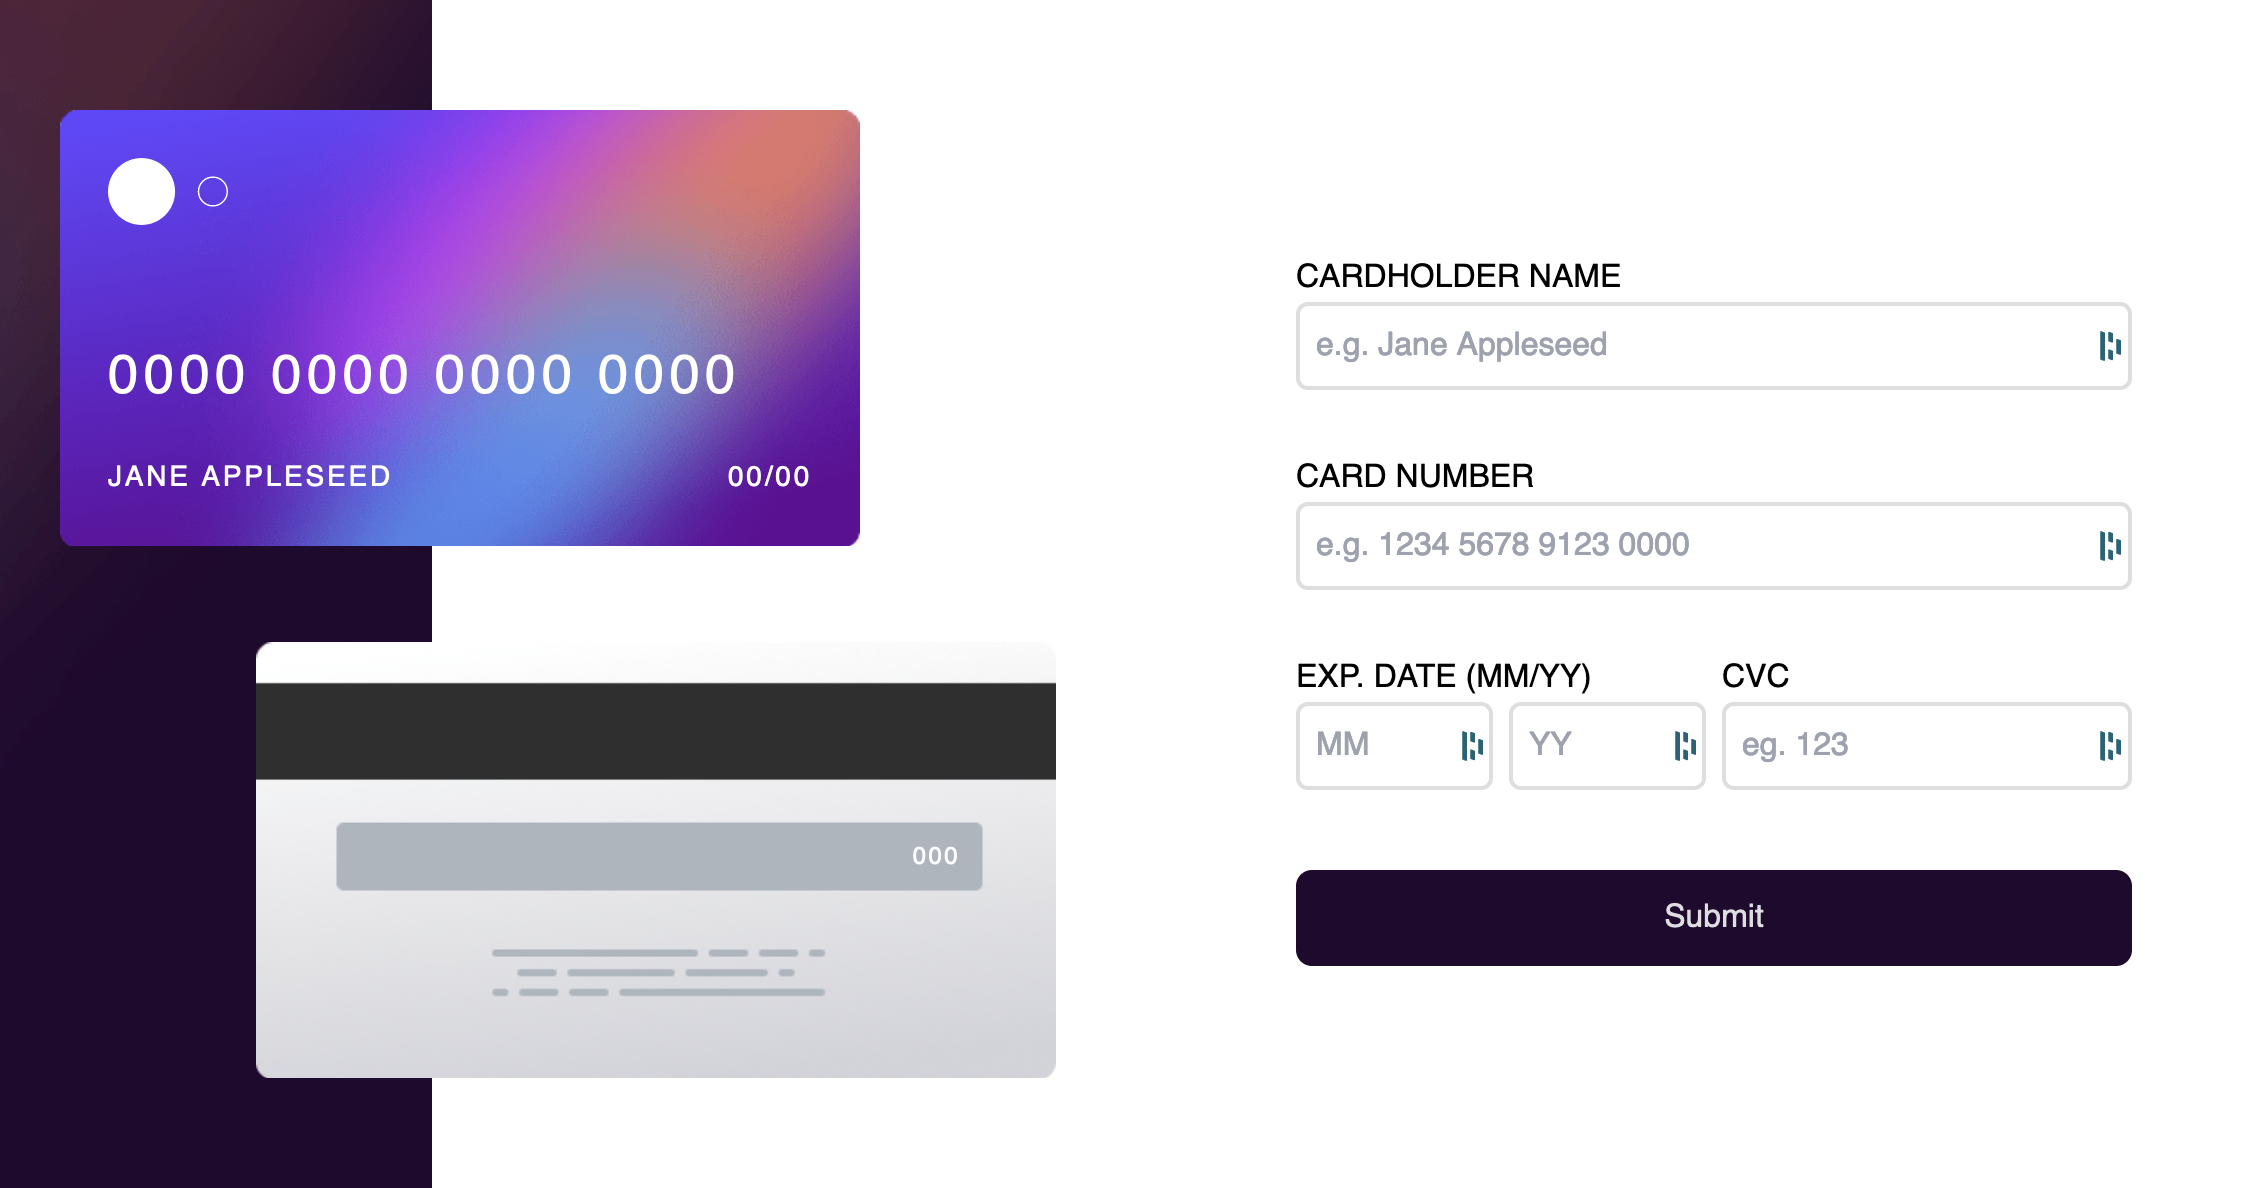 0000 0000 0000 0000
JANE APPLESEED 00/00
000
CARDHOLDER NAME
e.g. Jane Appleseed
CARD NUMBER
e.g. 1234 5678 9123 0000
EXP. DATE (MM/YY) CVC
MM YY eg. 123
Submit